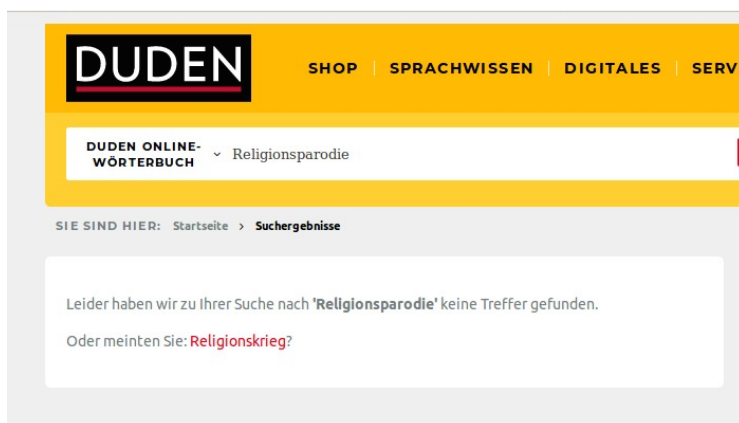 DUDEN
SHOP
SPRACHWISSEN
DIGITALES
SERV
DUDEN ONLINE-
WÖRTERBUCH
Religionsparodie
SIE SIND HIER: Startseite > Suchergebnisse
Leider haben wir zu Ihrer Suche nach 'Religionsparodie' keine Treffer gefunden.
Oder meinten Sie: Religionskrieg?